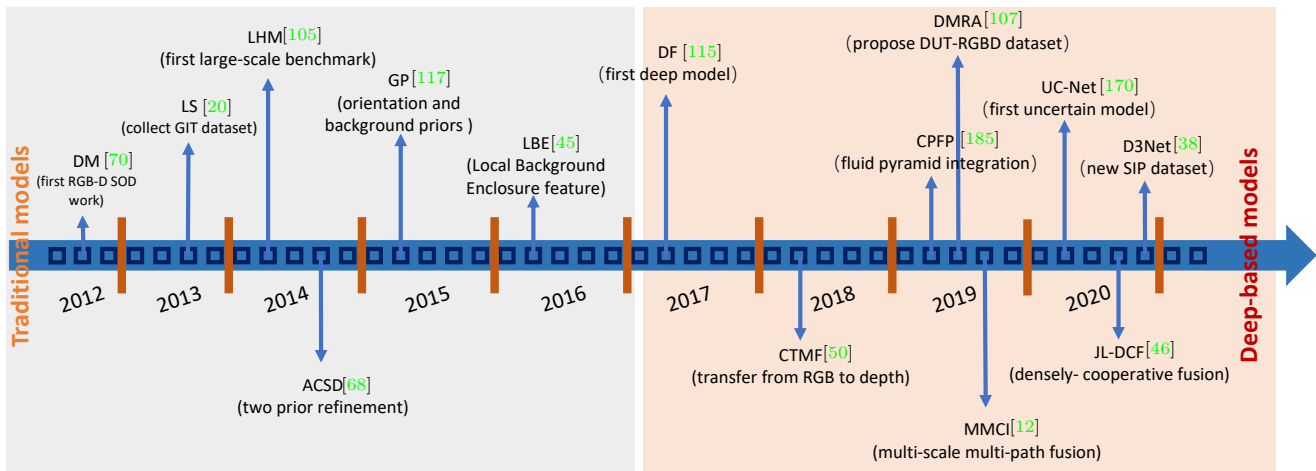 Traditional models
DM [70]
(first RGB-D SOD
work)
LS [20]
(collect GIT dataset)
LHM[105]
(first large-scale benchmark)
GP[117]
(orientation and
background priors )
LBE[45]
(Local Background
Enclosure feature)
DF [115]
(first deep model)
DMRA[107]
(propose DUT-RGBD dataset)
CPFP[185]
(fluid pyramid integration)
UC-Net [170]
(first uncertain model)
D3Net[38]
(new SIP dataset)
2012
2013
2014
2015
2016
2017
2018
2019
2020
ACSD[68]
(two prior refinement)
CTMF[50]
(transfer from RGB to depth)
MMCI[12]
(multi-scale multi-path fusion)
JL-DCF[46]
(densely- cooperative fusion)
Deep-based models